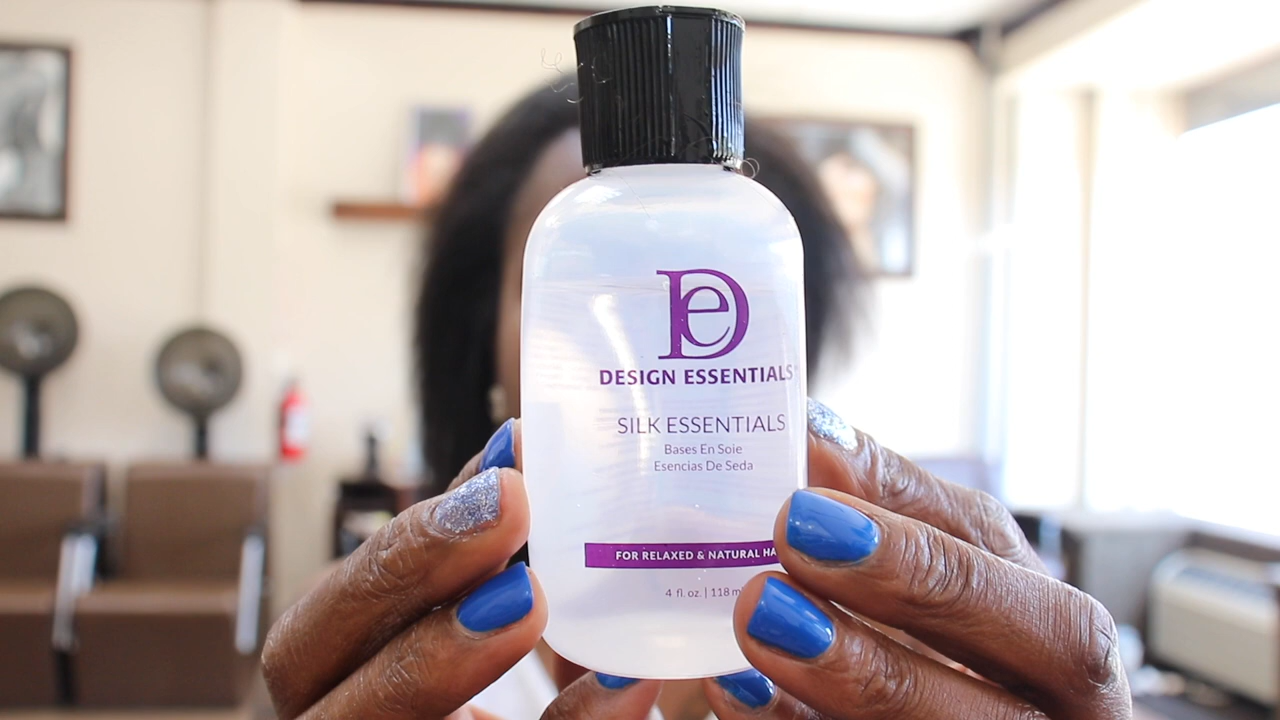 De
DESIGN ESSENTIALS
SILK ESSENTIALS
Bases En Soie
Esencias De Seda
FOR RELAXED & NATURAL HA
4 fl. oz. | 118 m